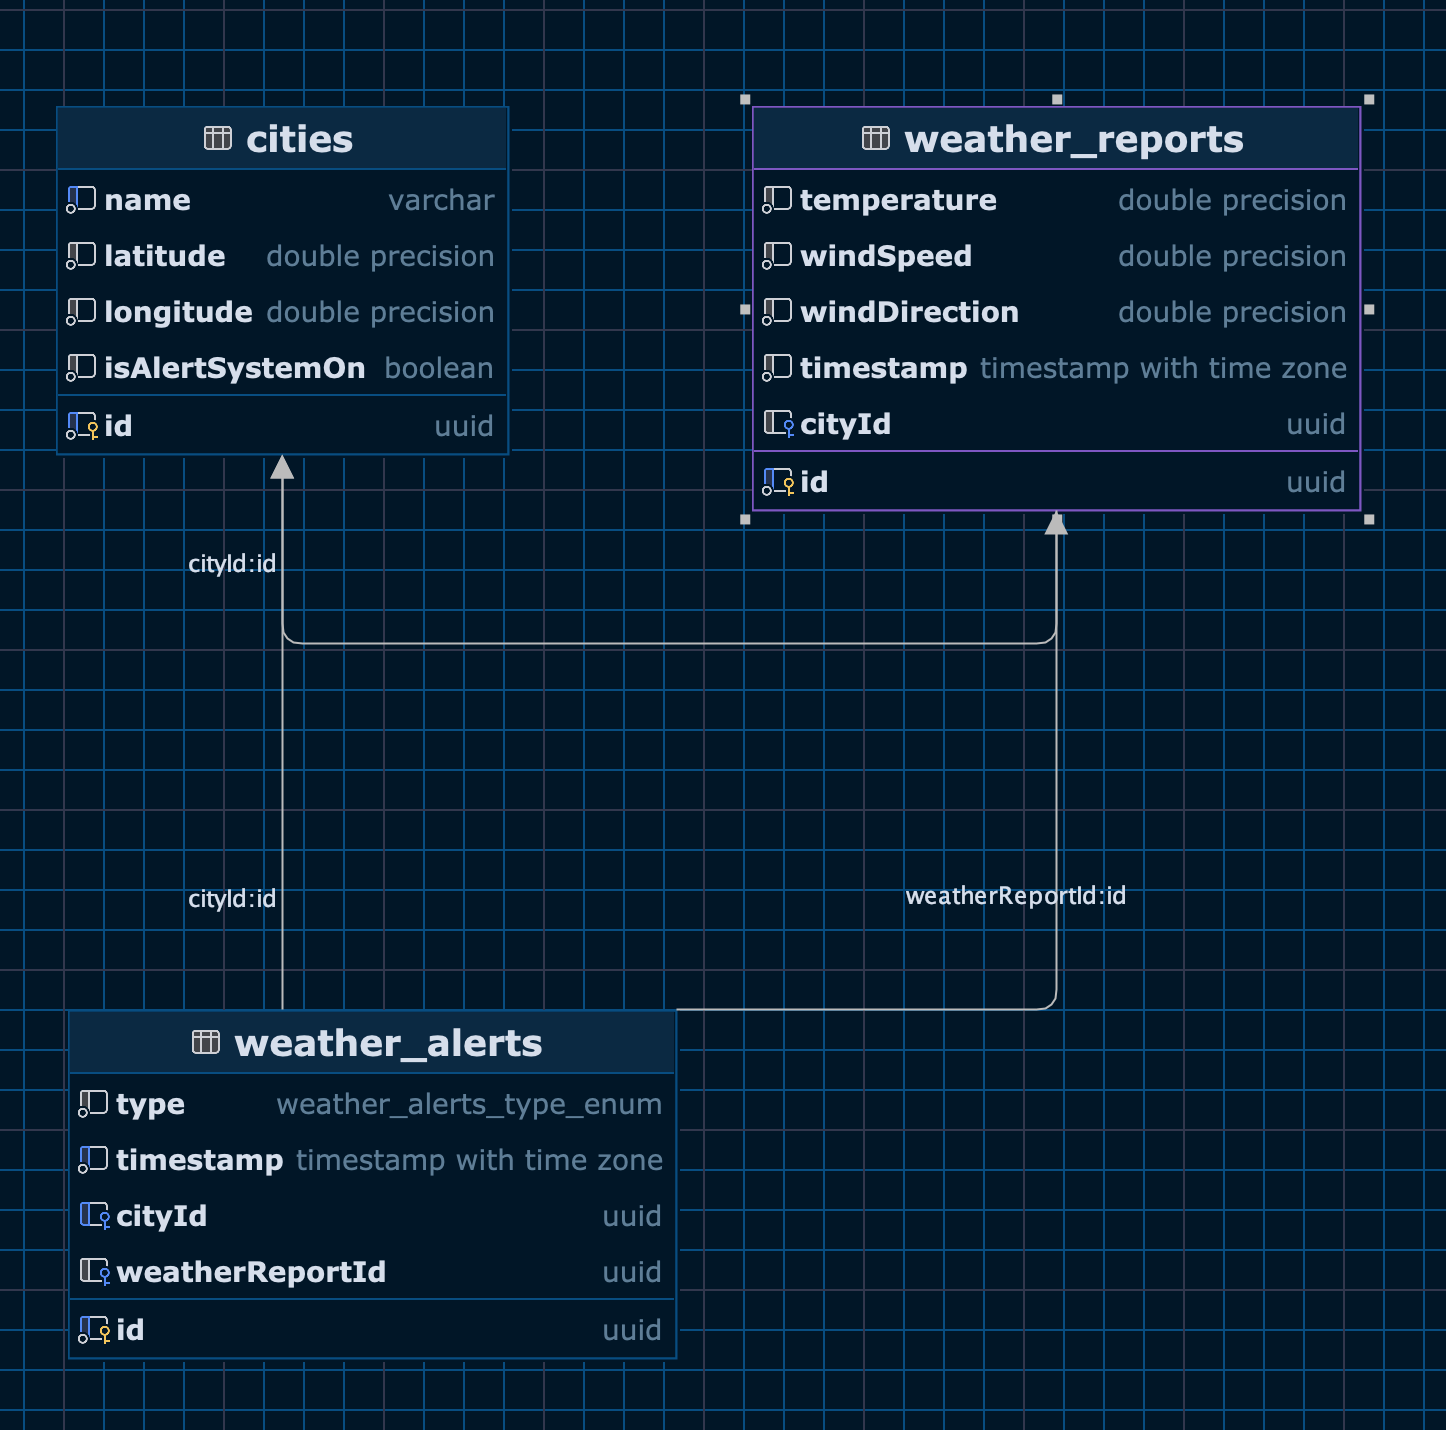 cities
name varchar
latitude double precision
longitude double precision
isAlertSystemOn boolean
id uuid
weather_reports
temperature double precision
windSpeed double precision
windDirection double precision
timestamp timestamp with time zone
cityId uuid
id uuid
cityId:id
cityId:id
weatherReportId:id
weather_alerts
type weather_alerts_type_enum
timestamp timestamp with time zone
cityId uuid
weatherReportId uuid
id uuid